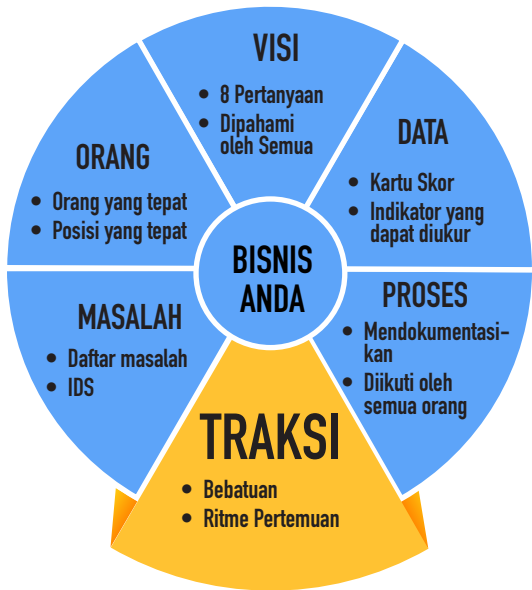 VISI
• 8 Pertanyaan
• Dipahami
oleh Semua
DATA
• Kartu Skor
• Indikator yang
dapat diukur
PROSES
• Mendokumentasi-
kan
• Diikuti oleh
semua orang
TRAKSI
• Bebatuan
• Ritme Pertemuan
MASALAH
• Daftar masalah
• IDS
ORANG
• Orang yang tepat
• Posisi yang tepat
BISNIS
ANDA